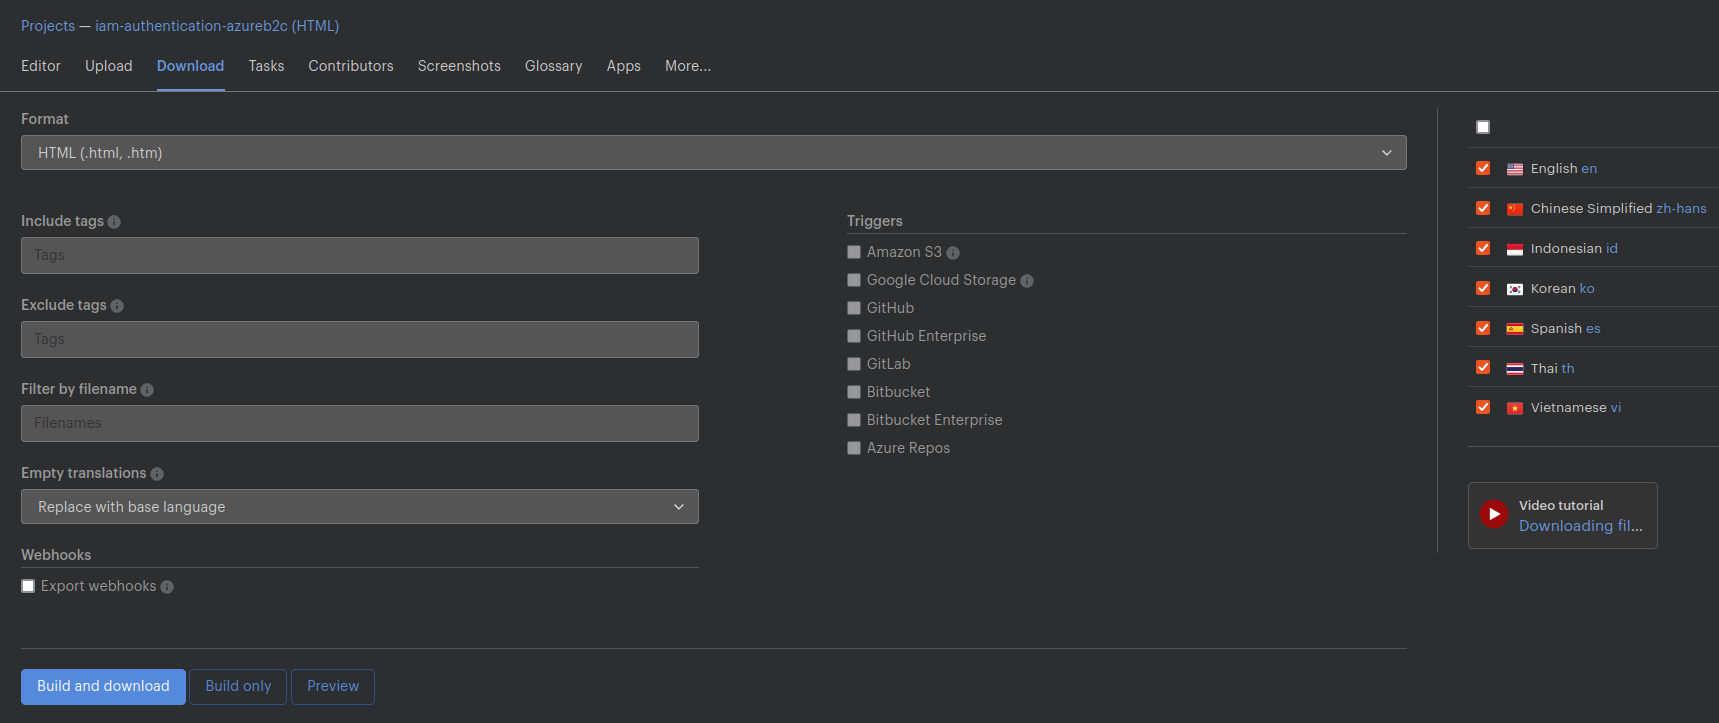 Projects — iam-authentication-azureb2c (HTML)
Editor Upload Download Tasks Contributors Screenshots Glossary Apps More...
Format
HTML (.html, .htm)
Include tags
Tags
Exclude tags
Tags
Filter by filename
Filenames
Empty translations
Replace with base language
Webhooks
Export webhooks
Triggers
Amazon S3
Google Cloud Storage
GitHub
GitHub Enterprise
GitLab
Bitbucket
Bitbucket Enterprise
Azure Repos
Build and download Build only Preview
English en
Chinese Simplified zh-hans
Indonesian id
Korean ko
Spanish es
Thai th
Vietnamese vi
Video tutorial
Downloading fil...